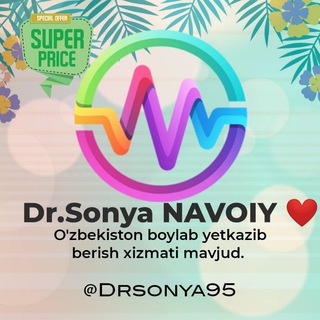 SPECIAL OFFER
SUPER
PRICE
Dr.Sonya NAVOIY ❤️
O'zbekiston boylab yetkazib
berish xizmati mavjud.
@DRSONYA95